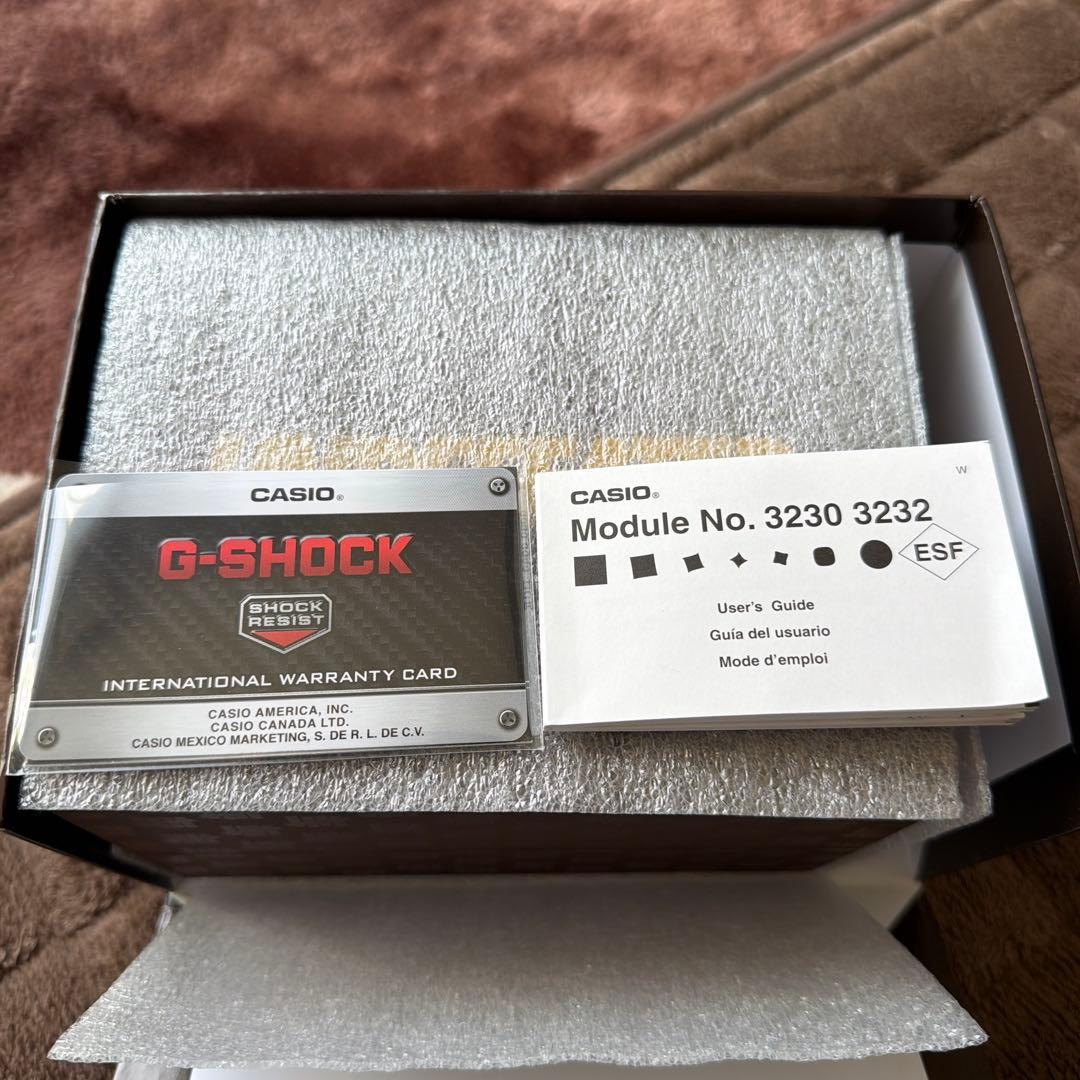 CASIO®
G-SHOCK
SHOCK
RESIST
INTERNATIONAL WARRANTY CARD
CASIO AMERICA, INC.
CASIO CANADA LTD.
CASIO MEXICO MARKETING, S. DE R. L. DE C.V.
W
CASIO®
Module No. 3230 3232
ESF
User's Guide
Guía del usuario
Mode d'emploi